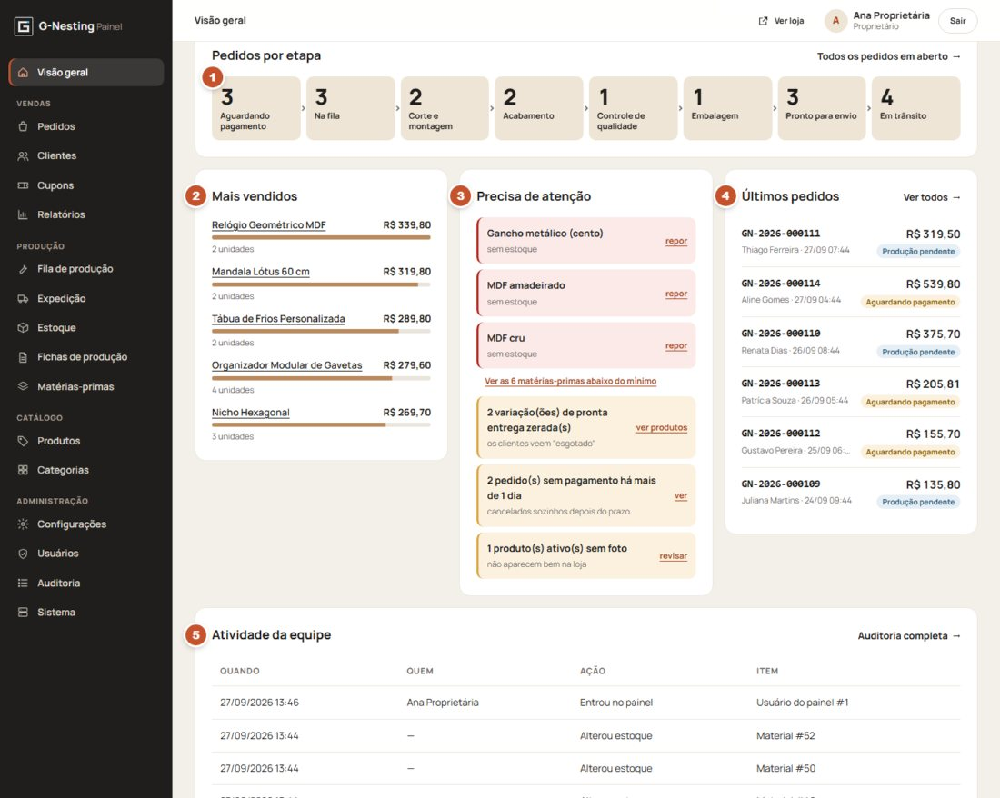 G-Nesting Painel
Visão geral
VENDAS
Pedidos
Clientes
Cupons
Relatórios
PRODUÇÃO
Fila de produção
Expedição
Estoque
Fichas de produção
Matérias-primas
CATÁLOGO
Produtos
Categorias
ADMINISTRAÇÃO
Configurações
Usuários
Auditoria
Sistema
Visão geral
Ver loja
A
Ana Proprietária
Proprietário
Sair
Pedidos por etapa
Todos os pedidos em aberto →
1
3
Aguardando
pagamento
›
3
Na fila
›
2
Corte e
montagem
›
2
Acabamento
›
1
Controle de
qualidade
›
1
Embalagem
›
3
Pronto para envio
›
4
Em trânsito
2
Mais vendidos
Relógio Geométrico MDF R$ 339,80
2 unidades
Mandala Lótus 60 cm R$ 319,80
2 unidades
Tábua de Frios Personalizada R$ 289,80
2 unidades
Organizador Modular de Gavetas R$ 279,60
4 unidades
Nicho Hexagonal R$ 269,70
3 unidades
3
Precisa de atenção
Gancho metálico (cento)
sem estoque
repor
MDF amadeirado
sem estoque
repor
MDF cru
sem estoque
repor
Ver as 6 matérias-primas abaixo do mínimo
2 variação(ões) de pronta
entrega zerada(s)
os clientes veem "esgotado"
ver produtos
2 pedido(s) sem pagamento há mais
de 1 dia
cancelados sozinhos depois do prazo
ver
1 produto(s) ativo(s) sem foto
não aparecem bem na loja
revisar
4
Últimos pedidos
Ver todos →
GN-2026-000111 R$ 319,50
Thiago Ferreira · 27/09 07:44 Produção pendente
GN-2026-000114 R$ 539,80
Aline Gomes · 27/09 04:44 Aguardando pagamento
GN-2026-000110 R$ 375,70
Renata Dias · 26/09 08:44 Produção pendente
GN-2026-000113 R$ 205,81
Patrícia Souza · 26/09 05:44 Aguardando pagamento
GN-2026-000112 R$ 155,70
Gustavo Pereira · 25/09 06:... Aguardando pagamento
GN-2026-000109 R$ 135,80
Juliana Martins · 24/09 09:44 Produção pendente
5
Atividade da equipe
Auditoria completa →
QUANDO QUEM AÇÃO ITEM
27/09/2026 13:46 Ana Proprietária Entrou no painel Usuário do painel #1
27/09/2026 13:44 — Alterou estoque Material #52
27/09/2026 13:44 — Alterou estoque Material #50